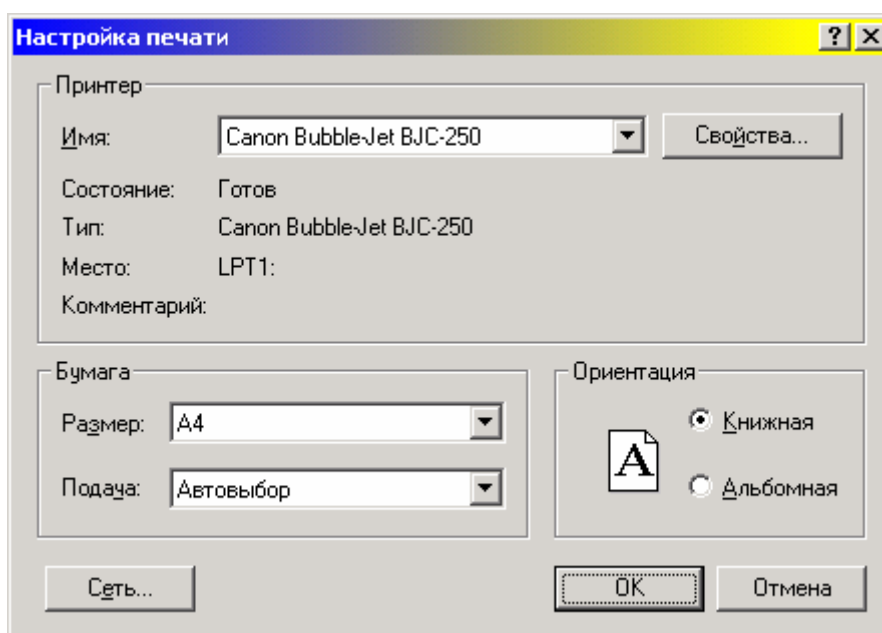 Настройка печати
Принтер
Имя: Canon Bubble-Jet BJC-250 Свойства...
Состояние: Готов
Тип: Canon Bubble-Jet BJC-250
Место: LPT1:
Комментарий:
Бумага
Размер: A4
Подача: Автовыбор
Ориентация
A
Книжная
Альбомная
Сеть... OK Отмена